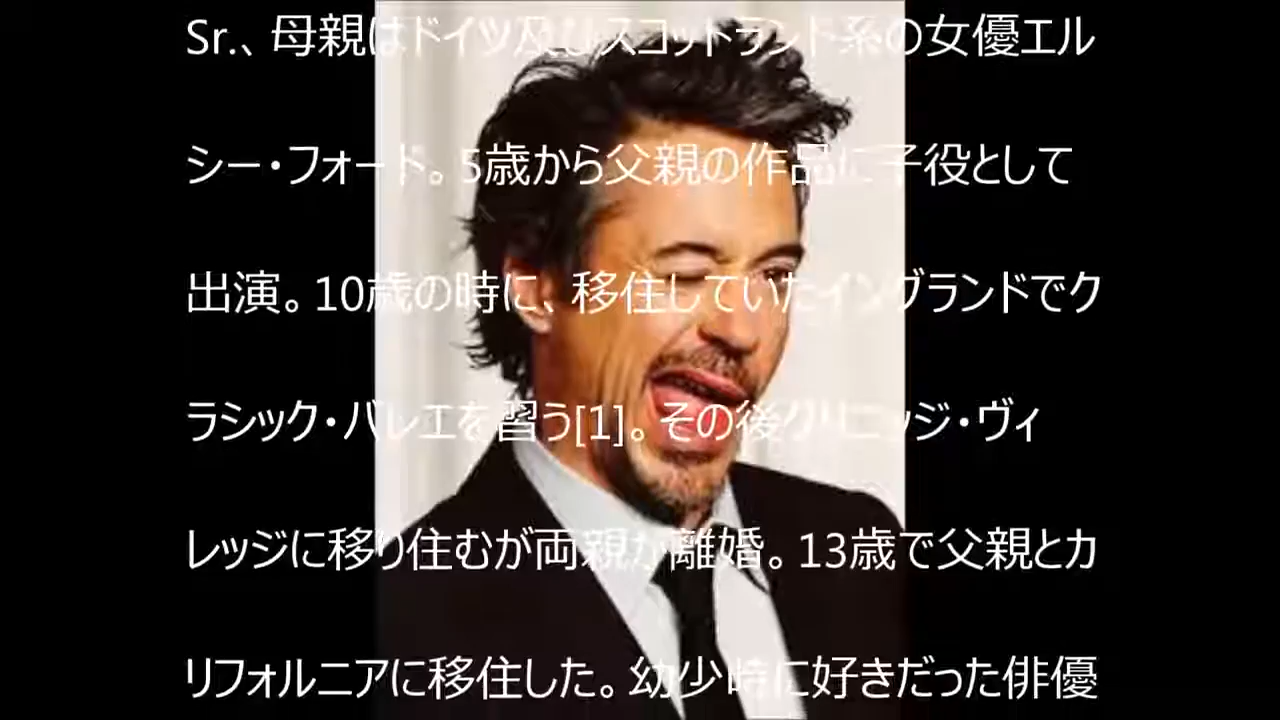 Sr.、母親はドイツ及びスコットランド系の女優エル
シー・フォード。5歳から父親の作品に子役として
出演。10歳の時に、移住していたイングランドでク
ラシック・バレエを習う[1]。その後グリニッジ・ヴィ
レッジに移り住むが両親が離婚。13歳で父親とカ
リフォルニアに移住した。幼少時に好きだった俳優